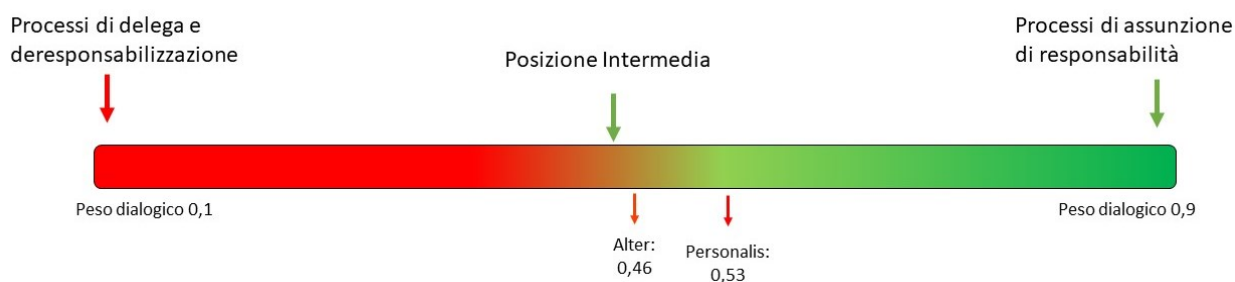 Processi di delega e
deresponsabilizzazione
Posizione Intermedia
Processi di assunzione
di responsabilità
Peso dialogico 0,1
Peso dialogico 0,9
Alter:
0,46
Personalis:
0,53